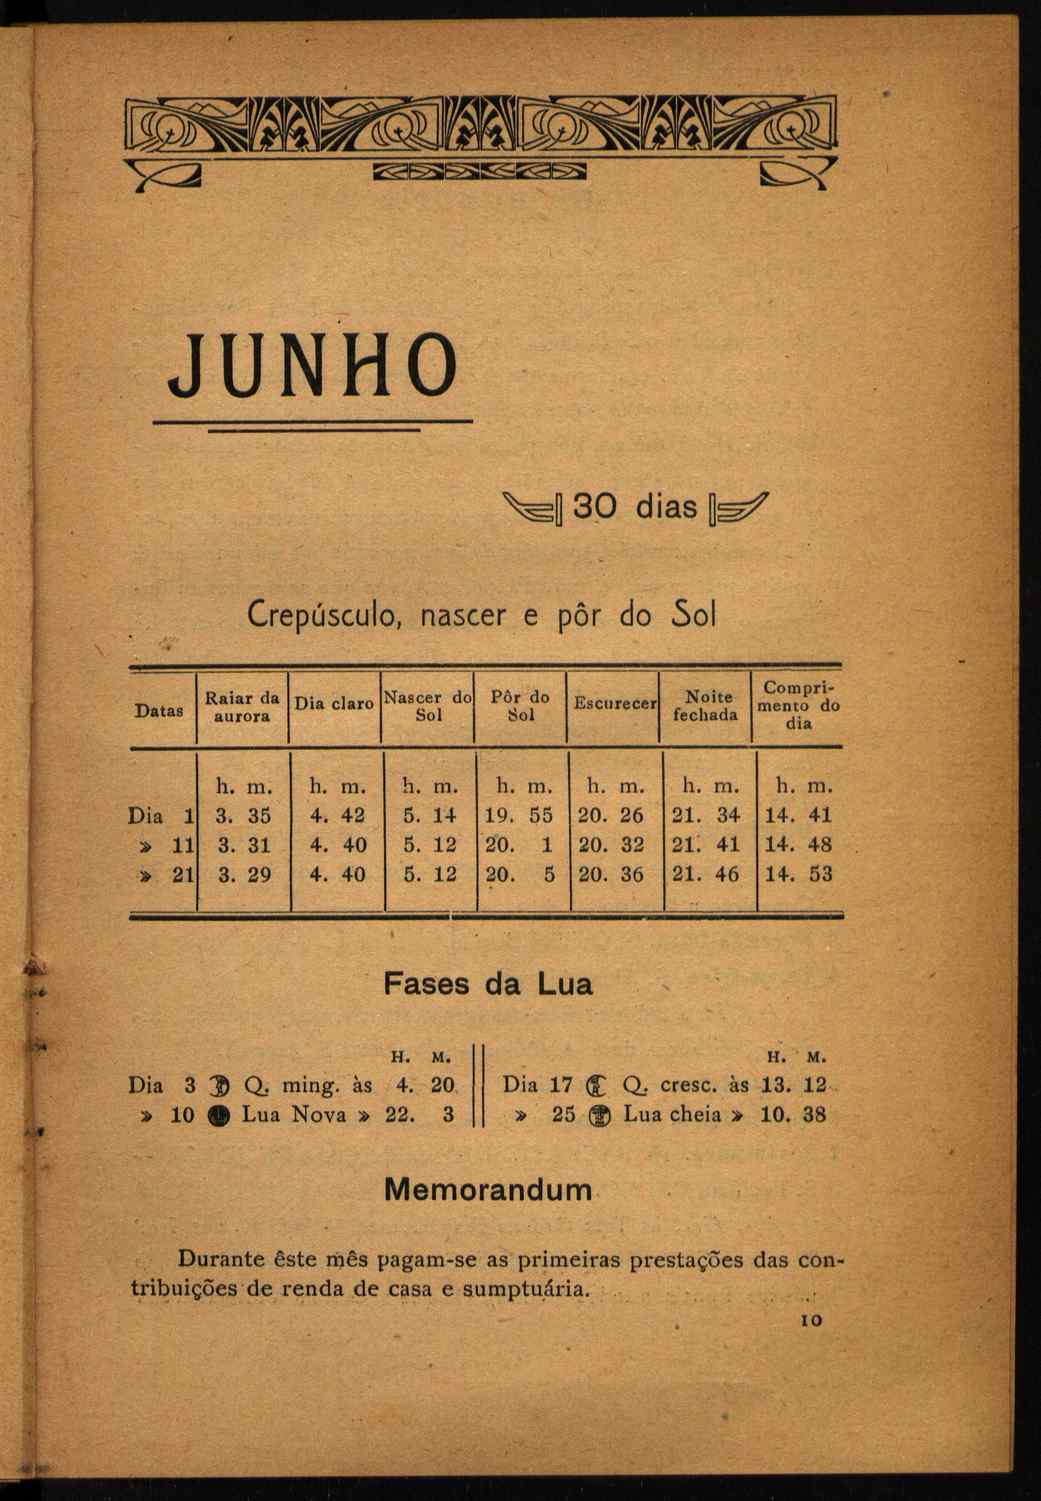 JUNHO
30 dias
Crepúsculo, nascer e pôr do Sol
Datas | Raiar da aurora | Dia claro | Nascer do Sol | Pôr do Sol | Escurecer | Noite fechada | Comprimento do dia
h. m. | h. m. | h. m. | h. m. | h. m. | h. m. | h. m.
Dia 1 | 3. 35 | 4. 42 | 5. 14 | 19. 55 | 20. 26 | 21. 34 | 14. 41
» 11 | 3. 31 | 4. 40 | 5. 12 | 20. 1 | 20. 32 | 21. 41 | 14. 48
» 21 | 3. 29 | 4. 40 | 5. 12 | 20. 5 | 20. 36 | 21. 46 | 14. 53
Fases da Lua
H. M.
Dia 3 Q. ming. às 4. 20
» 10 Lua Nova » 22. 3
H. M.
Dia 17 Q. cresc. às 13. 12
» 25 Lua cheia » 10. 38
Memorandum
Durante êste mês pagam-se as primeiras prestações das con-
tribuições de renda de casa e sumptuária.
10